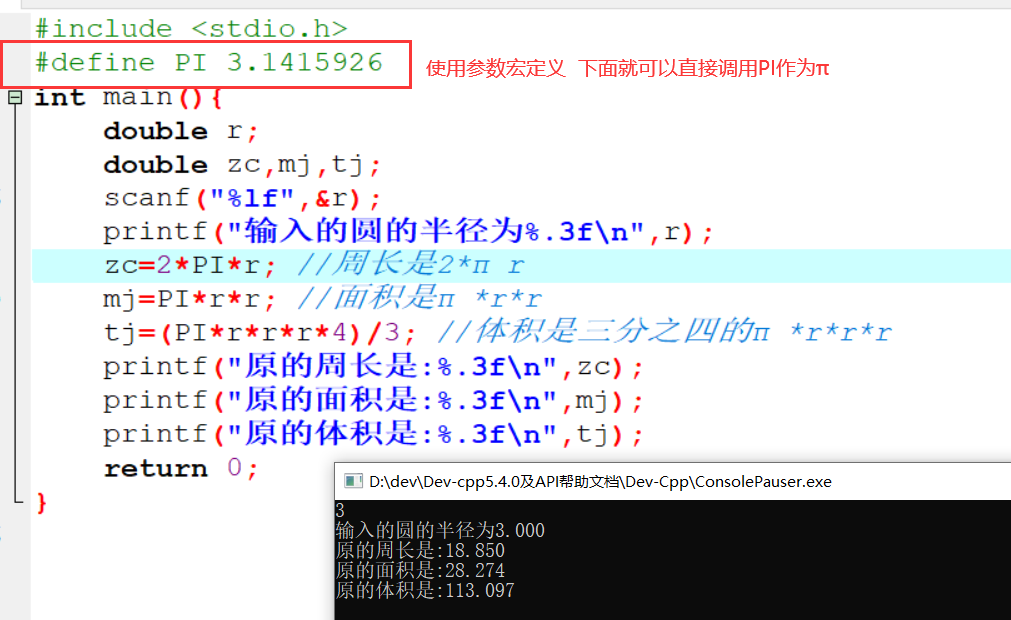 #include <stdio.h>
#define PI 3.1415926
使用参数宏定义 下面就可以直接调用PI作为π
int main(){
double r;
double zc,mj,tj;
scanf("%lf",&r);
printf("输入的圆的半径为%.3f\n",r);
zc=2*PI*r; //周长是2*π r
mj=PI*r*r; //面积是π *r*r
tj=(PI*r*r*r*4)/3; //体积是三分之四的π *r*r*r
printf("原的周长是:%.3f\n",zc);
printf("原的面积是:%.3f\n",mj);
printf("原的体积是:%.3f\n",tj);
return 0;
}
D:\dev\Dev-cpp5.4.0及API帮助文档\Dev-Cpp\ConsolePauser.exe
3
输入的圆的半径为3.000
原的周长是:18.850
原的面积是:28.274
原的体积是:113.097